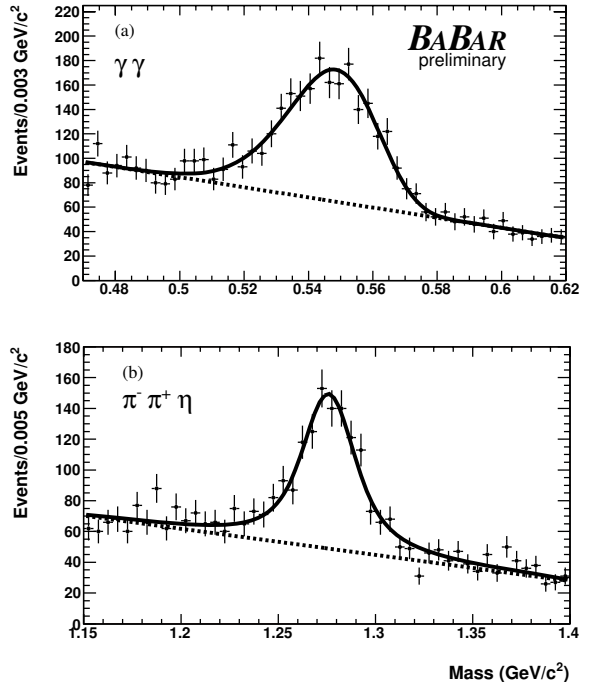 Events/0.003 GeV/c²
220
200
180
160
140
120
100
80
60
40
20
0
(a)
γ γ
BABAR
preliminary
0.48 0.5 0.52 0.54 0.56 0.58 0.6 0.62
Events/0.005 GeV/c²
180
160
140
120
100
80
60
40
20
0
(b)
π⁻ π⁺ η
1.15 1.2 1.25 1.3 1.35 1.4
Mass (GeV/c²)